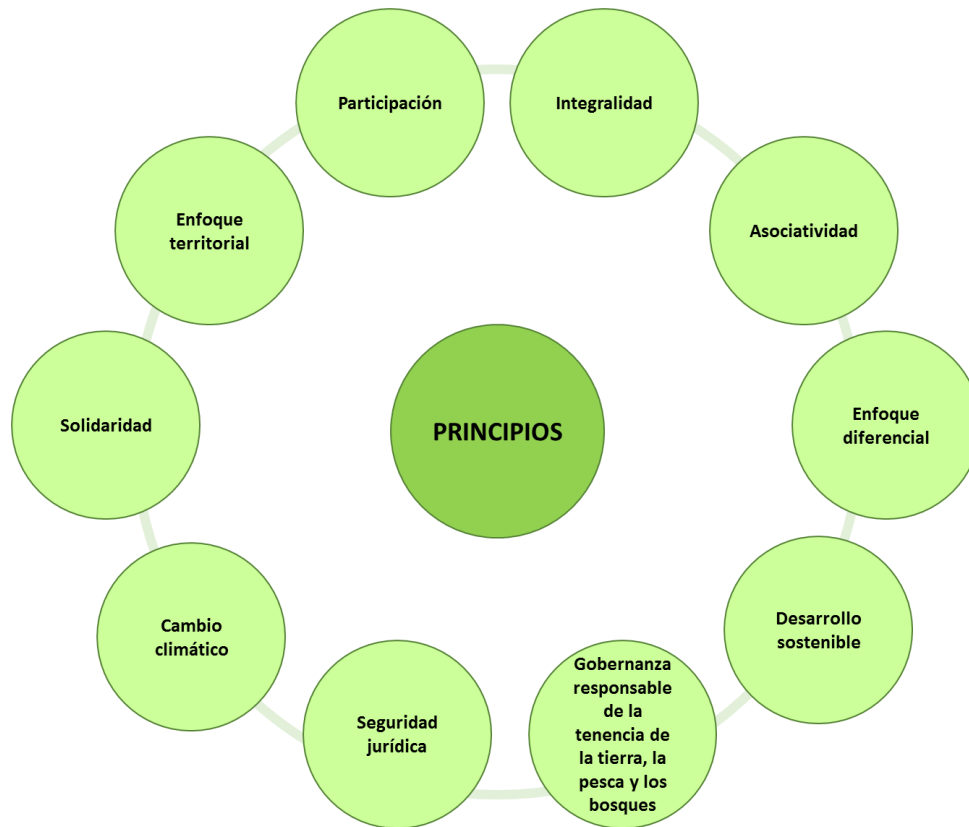 Participación
Integralidad
Asociatividad
Enfoque
diferencial
Desarrollo
sostenible
Gobernanza
responsable
de la
tenencia de
la tierra, la
pesca y los
bosques
Seguridad
jurídica
Cambio
climático
Solidaridad
Enfoque
territorial
PRINCIPIOS